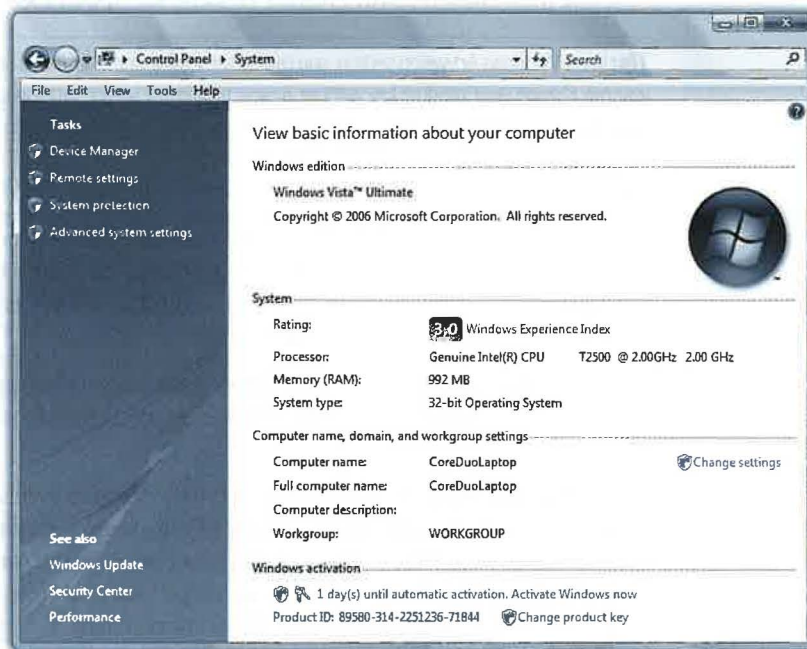 Control Panel ▸ System
Search
File Edit View Tools Help
Tasks
Device Manager
Remote settings
System protection
Advanced system settings
See also
Windows Update
Security Center
Performance
View basic information about your computer
Windows edition
Windows Vista™ Ultimate
Copyright © 2006 Microsoft Corporation. All rights reserved.
System
Rating: 3.0 Windows Experience Index
Processor: Genuine Intel(R) CPU T2500 @ 2.00GHz 2.00 GHz
Memory (RAM): 992 MB
System type: 32-bit Operating System
Computer name, domain, and workgroup settings
Computer name: CoreDuoLaptop Change settings
Full computer name: CoreDuoLaptop
Computer description:
Workgroup: WORKGROUP
Windows activation
1 day(s) until automatic activation. Activate Windows now
Product ID: 89580-314-2251236-71844 Change product key